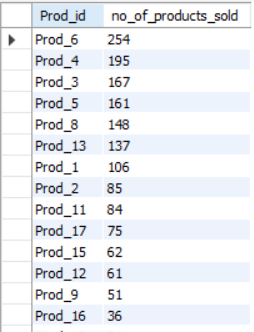 Prod_id no_of_products_sold
Prod_6 254
Prod_4 195
Prod_3 167
Prod_5 161
Prod_8 148
Prod_13 137
Prod_1 106
Prod_2 85
Prod_11 84
Prod_17 75
Prod_15 62
Prod_12 61
Prod_9 51
Prod_16 36